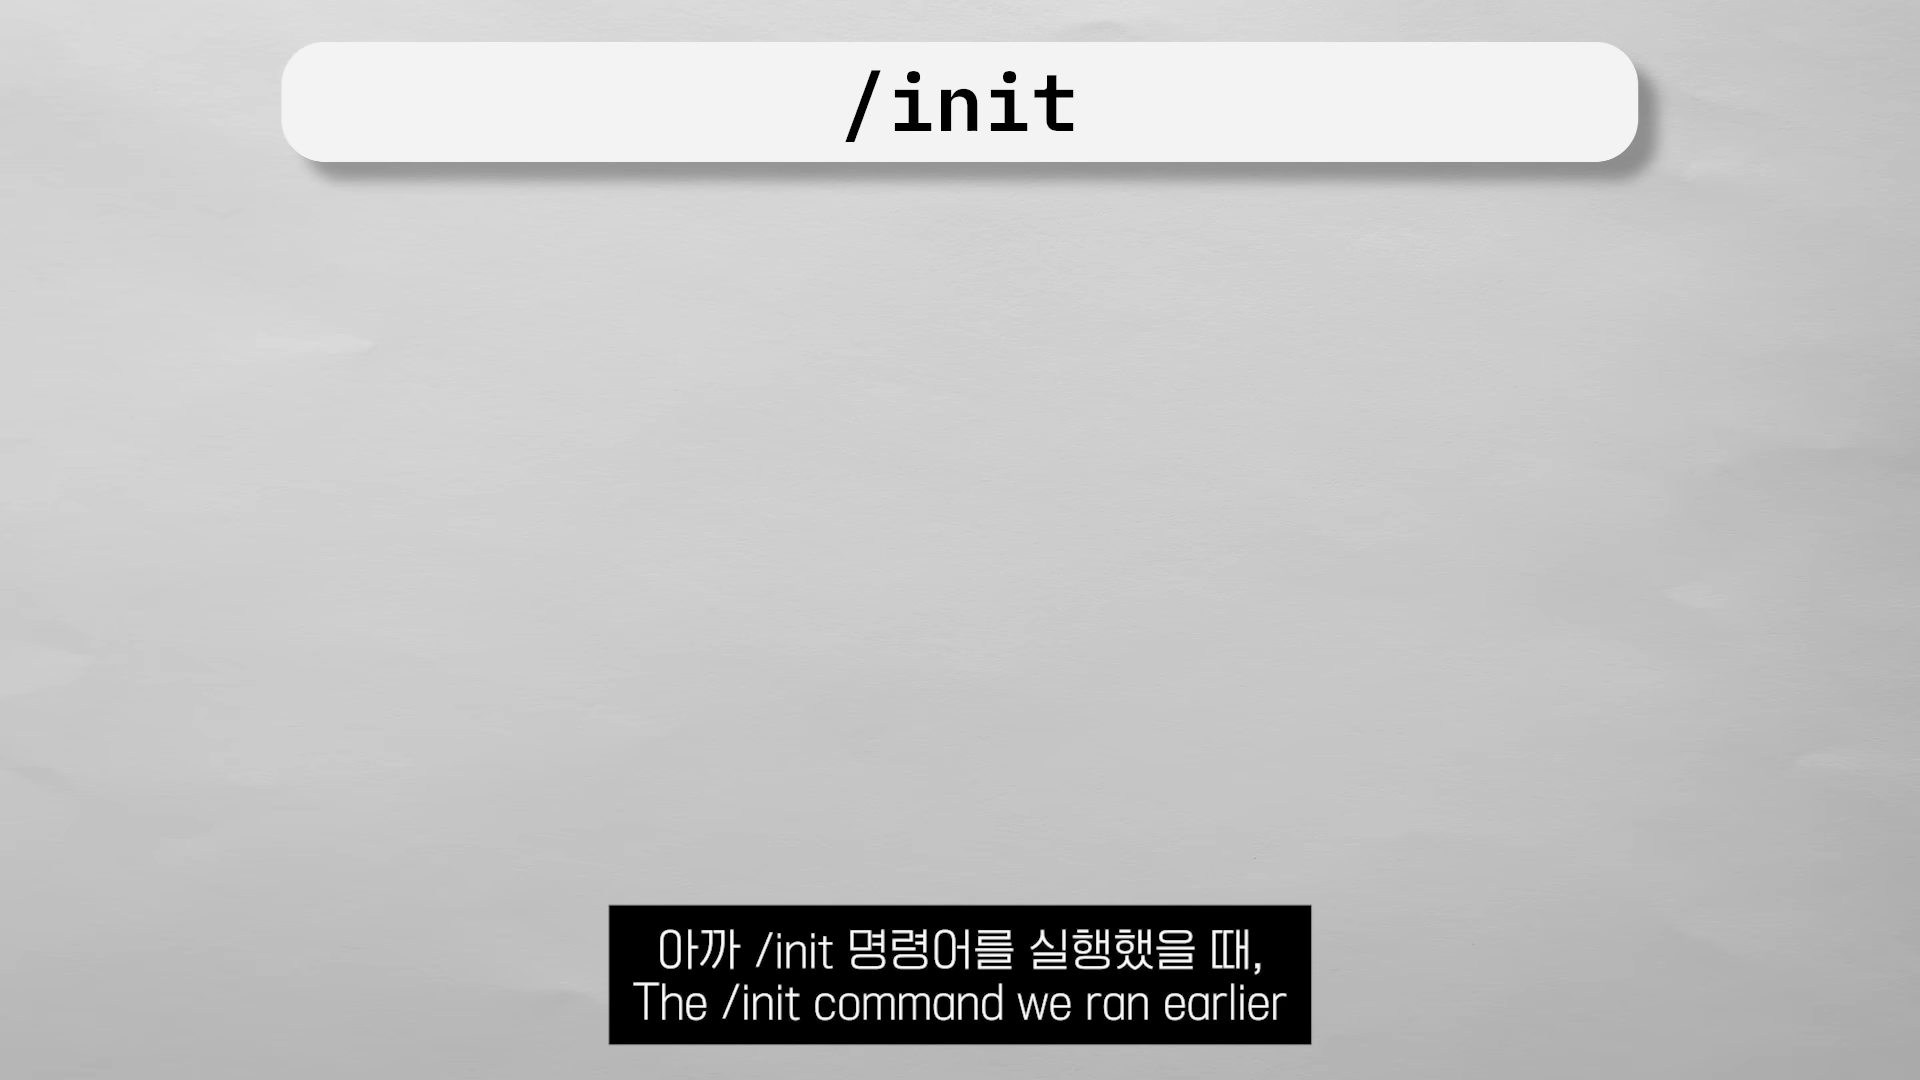 /init
아까 /init 명령어를 실행했을 때,
The /init command we ran earlier